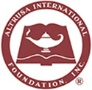 ALTRUSA INTERNATIONAL
FOUNDATION, INC.
®